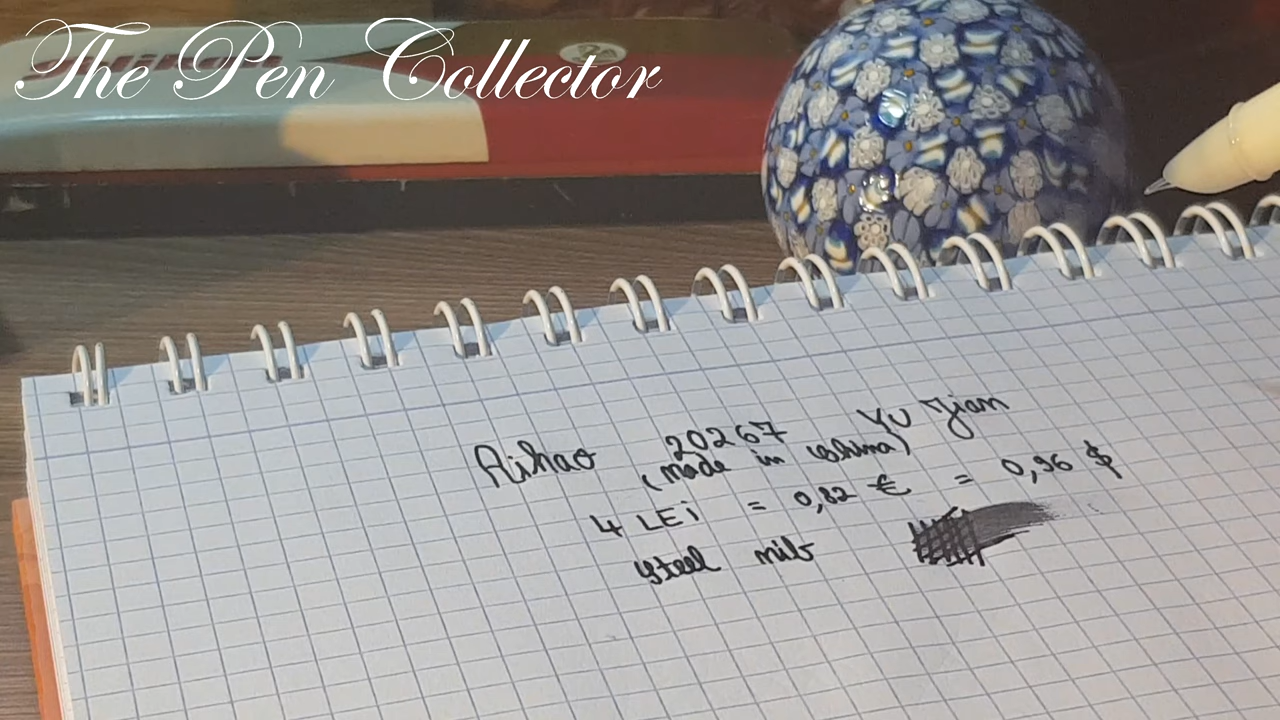 The Pen Collector
Aihao 20267 Yu Jian
(made in China)
4 LEi = 0,82 € = 0,96 $
steel nib